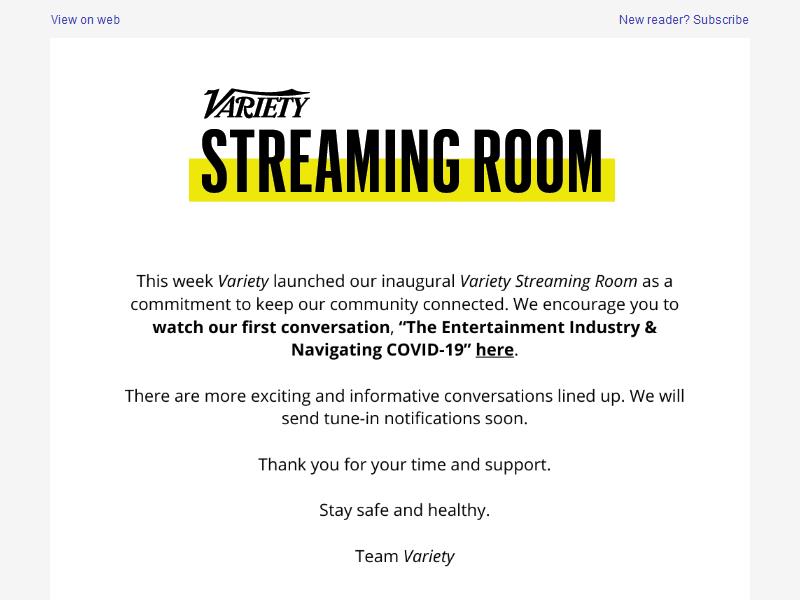 View on web
New reader? Subscribe
VARIETY
STREAMING ROOM
This week Variety launched our inaugural Variety Streaming Room as a
commitment to keep our community connected. We encourage you to
watch our first conversation, “The Entertainment Industry &
Navigating COVID-19” here.
There are more exciting and informative conversations lined up. We will
send tune-in notifications soon.
Thank you for your time and support.
Stay safe and healthy.
Team Variety